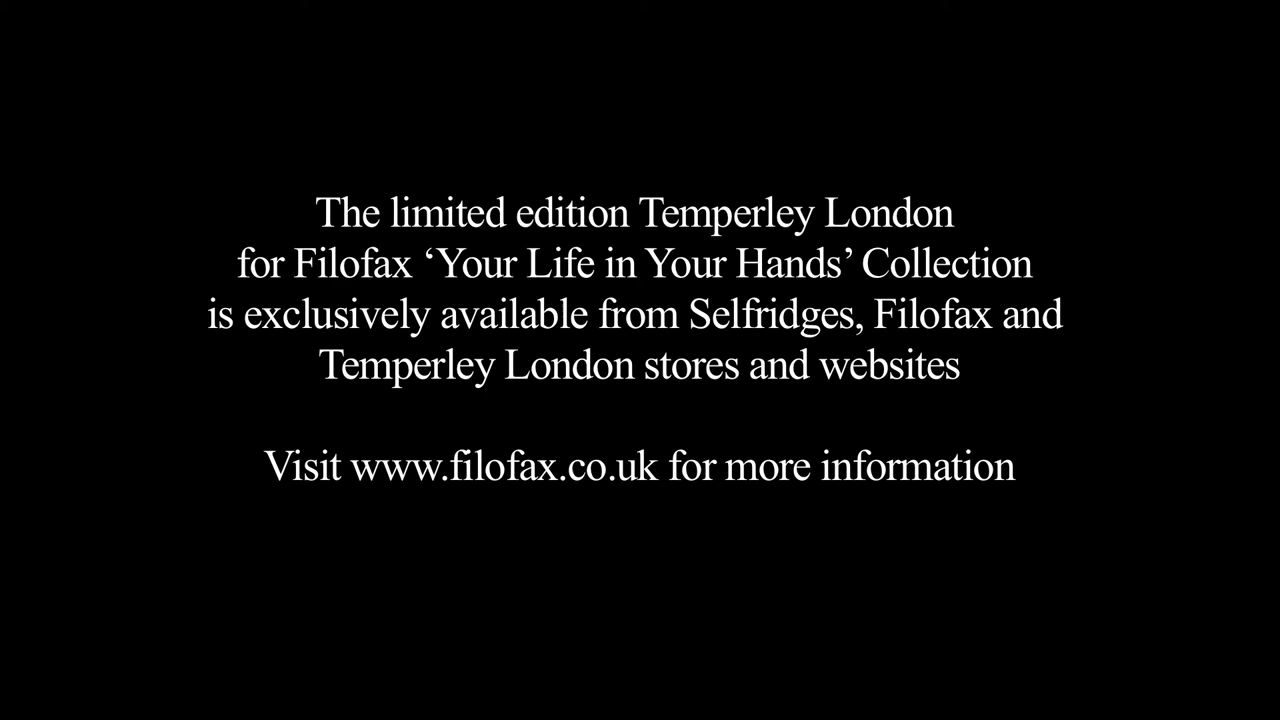 The limited edition Temperley London
for Filofax ‘Your Life in Your Hands’ Collection
is exclusively available from Selfridges, Filofax and
Temperley London stores and websites
Visit www.filofax.co.uk for more information